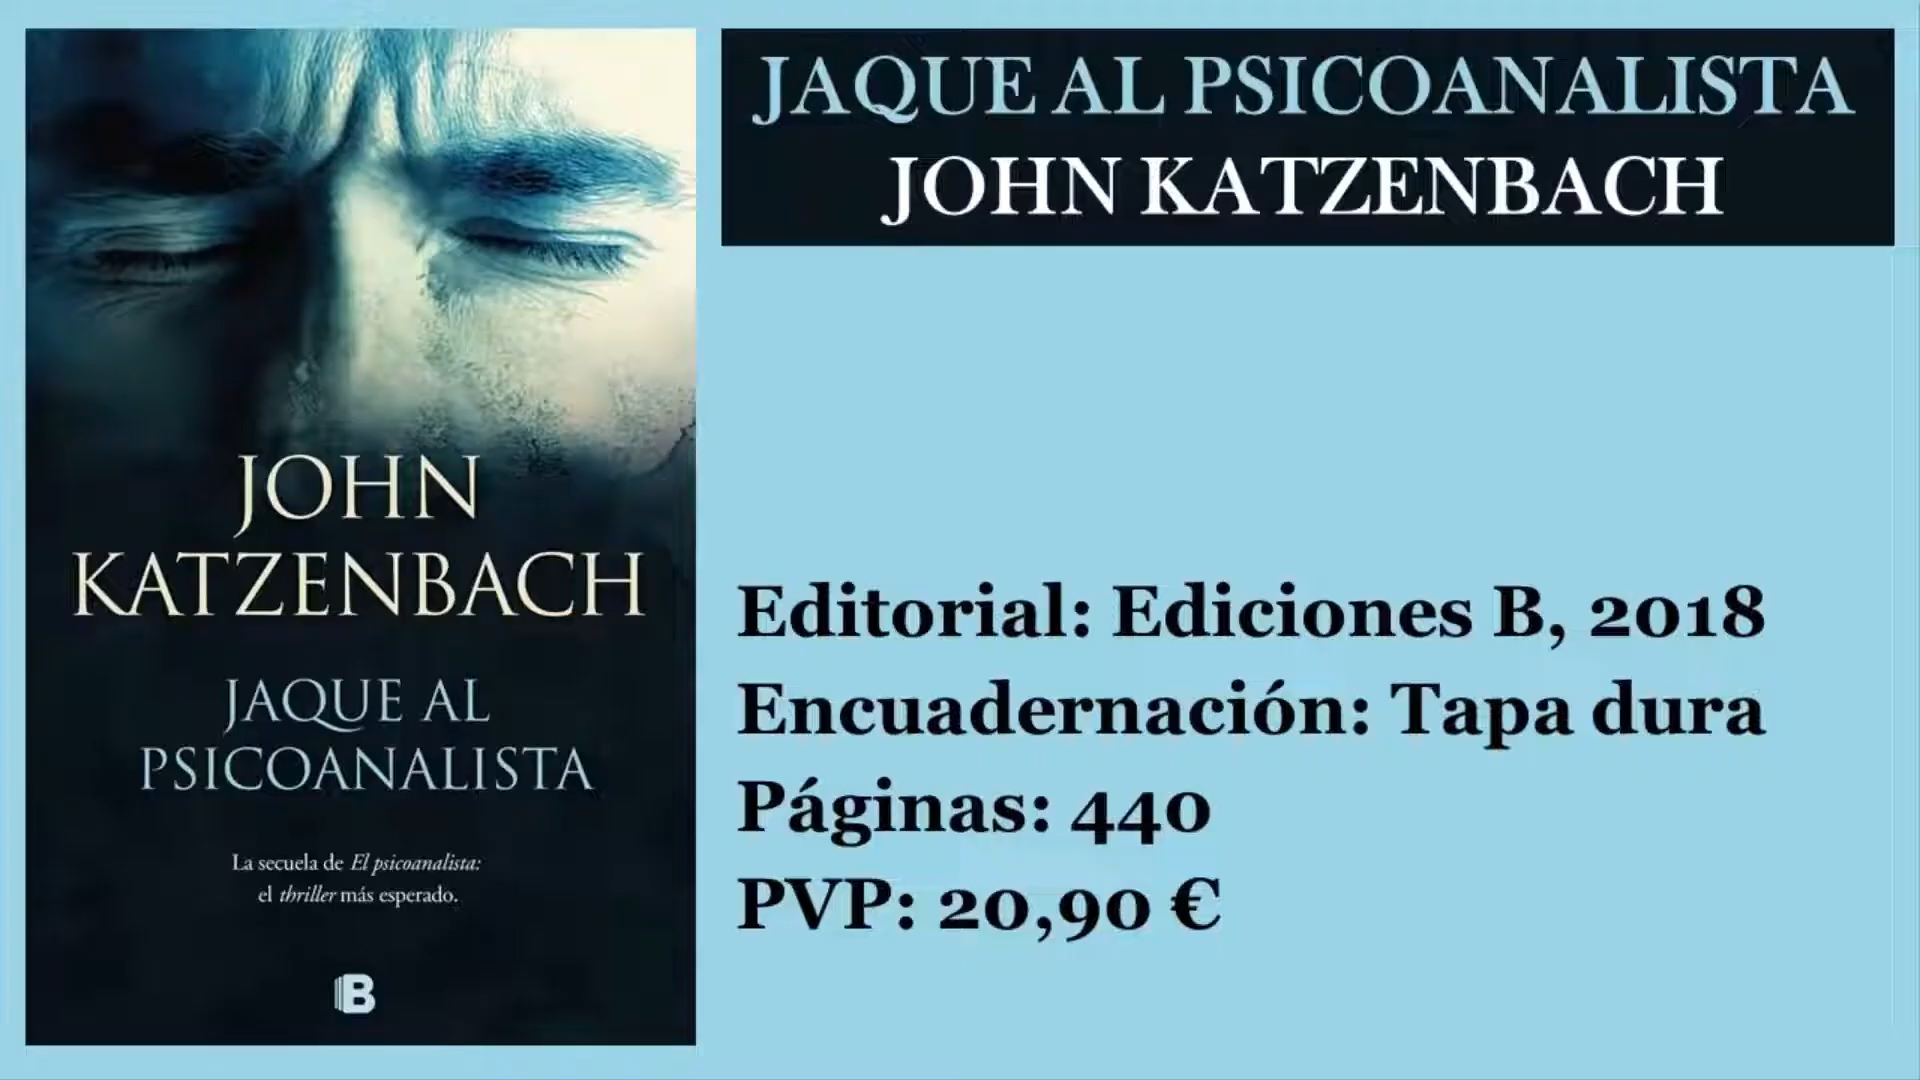 JOHN
KATZENBACH
JAQUE AL
PSICOANALISTA
La secuela de El psicoanalista:
el thriller más esperado.
B
JAQUE AL PSICOANALISTA
JOHN KATZENBACH
Editorial: Ediciones B, 2018
Encuadernación: Tapa dura
Páginas: 440
PVP: 20,90 €